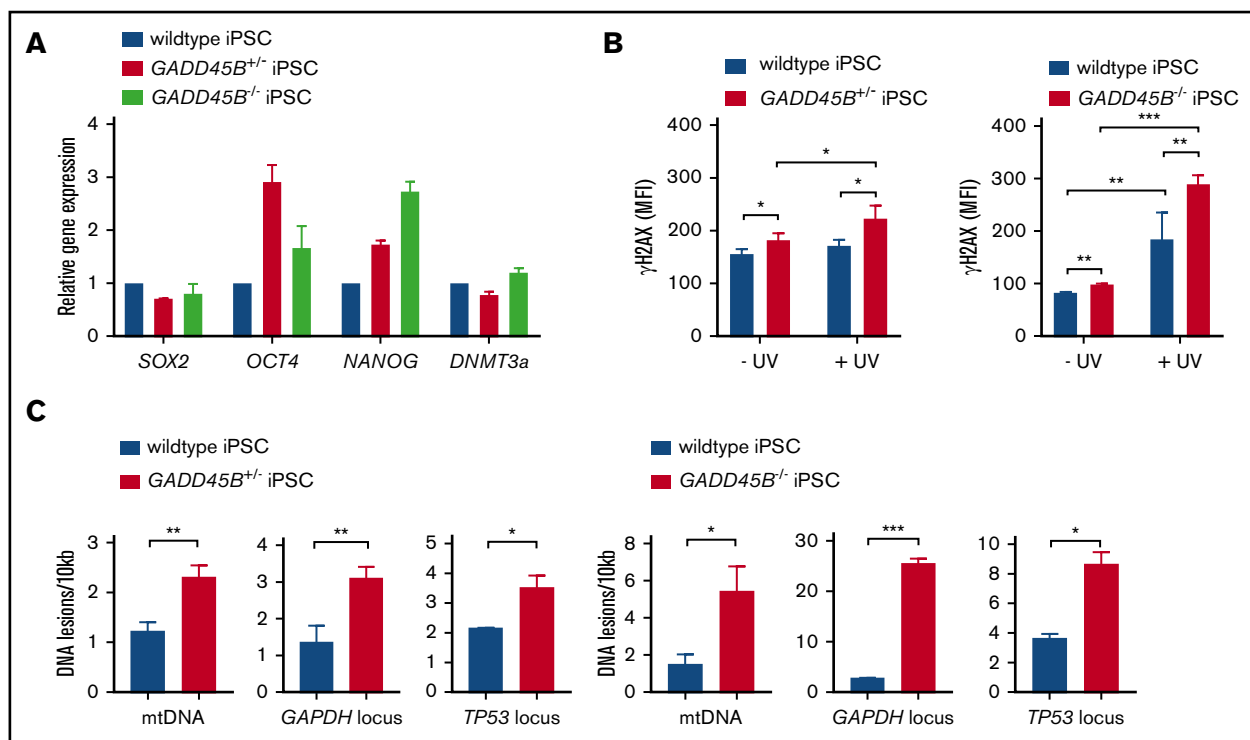 A
wildtype iPSC
GADD45B+/- iPSC
GADD45B-/- iPSC
Relative gene expression
4
3
2
1
0
SOX2 OCT4 NANOG DNMT3a
B
wildtype iPSC
GADD45B+/- iPSC
γH2AX (MFI)
400
300
200
100
0
*
*
*
- UV + UV
wildtype iPSC
GADD45B-/- iPSC
γH2AX (MFI)
400
300
200
100
0
***
**
**
**
- UV + UV
C
wildtype iPSC
GADD45B+/- iPSC
DNA lesions/10kb
3
2
1
0
**
mtDNA
4
3
2
1
0
**
GAPDH locus
5
4
3
2
1
0
*
TP53 locus
wildtype iPSC
GADD45B-/- iPSC
DNA lesions/10kb
8
6
4
2
0
*
mtDNA
30
20
10
0
***
GAPDH locus
10
8
6
4
2
0
*
TP53 locus